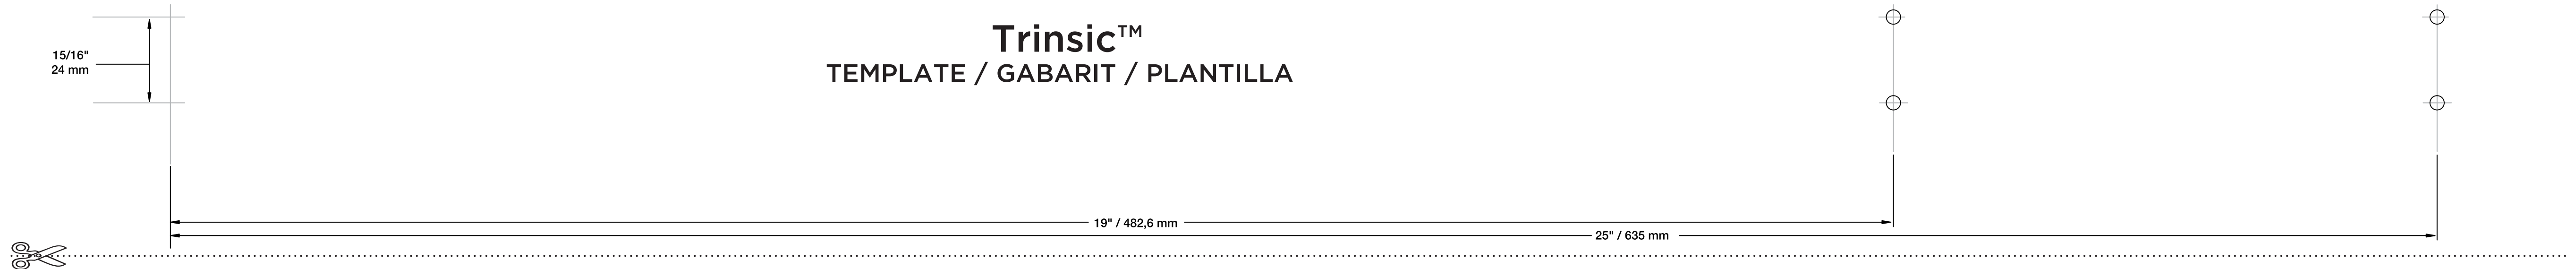 Trinsic™
TEMPLATE / GABARIT / PLANTILLA
15/16"
24 mm
19" / 482,6 mm
25" / 635 mm